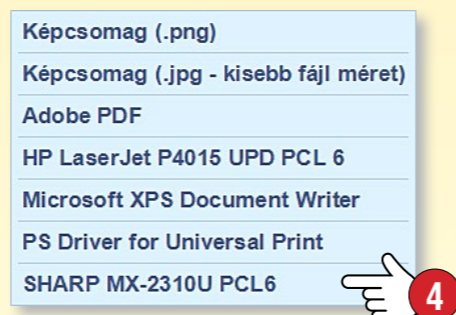 Képcsomag (.png)
Képcsomag (.jpg - kisebb fájl méret)
Adobe PDF
HP LaserJet P4015 UPD PCL 6
Microsoft XPS Document Writer
PS Driver for Universal Print
SHARP MX-2310U PCL6
4